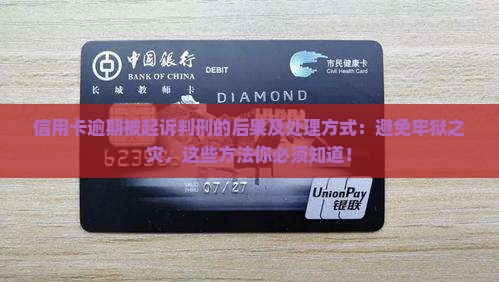 中国银行
BANK OF CHINA
DEBIT
市民健康卡
Civil Health Card
长城教师卡
DIAMOND
信用卡逾期被起诉判刑的后果及处理方式：避免牢狱之
灾，这些方法你必须知道！
07/27
UnionPay
银联